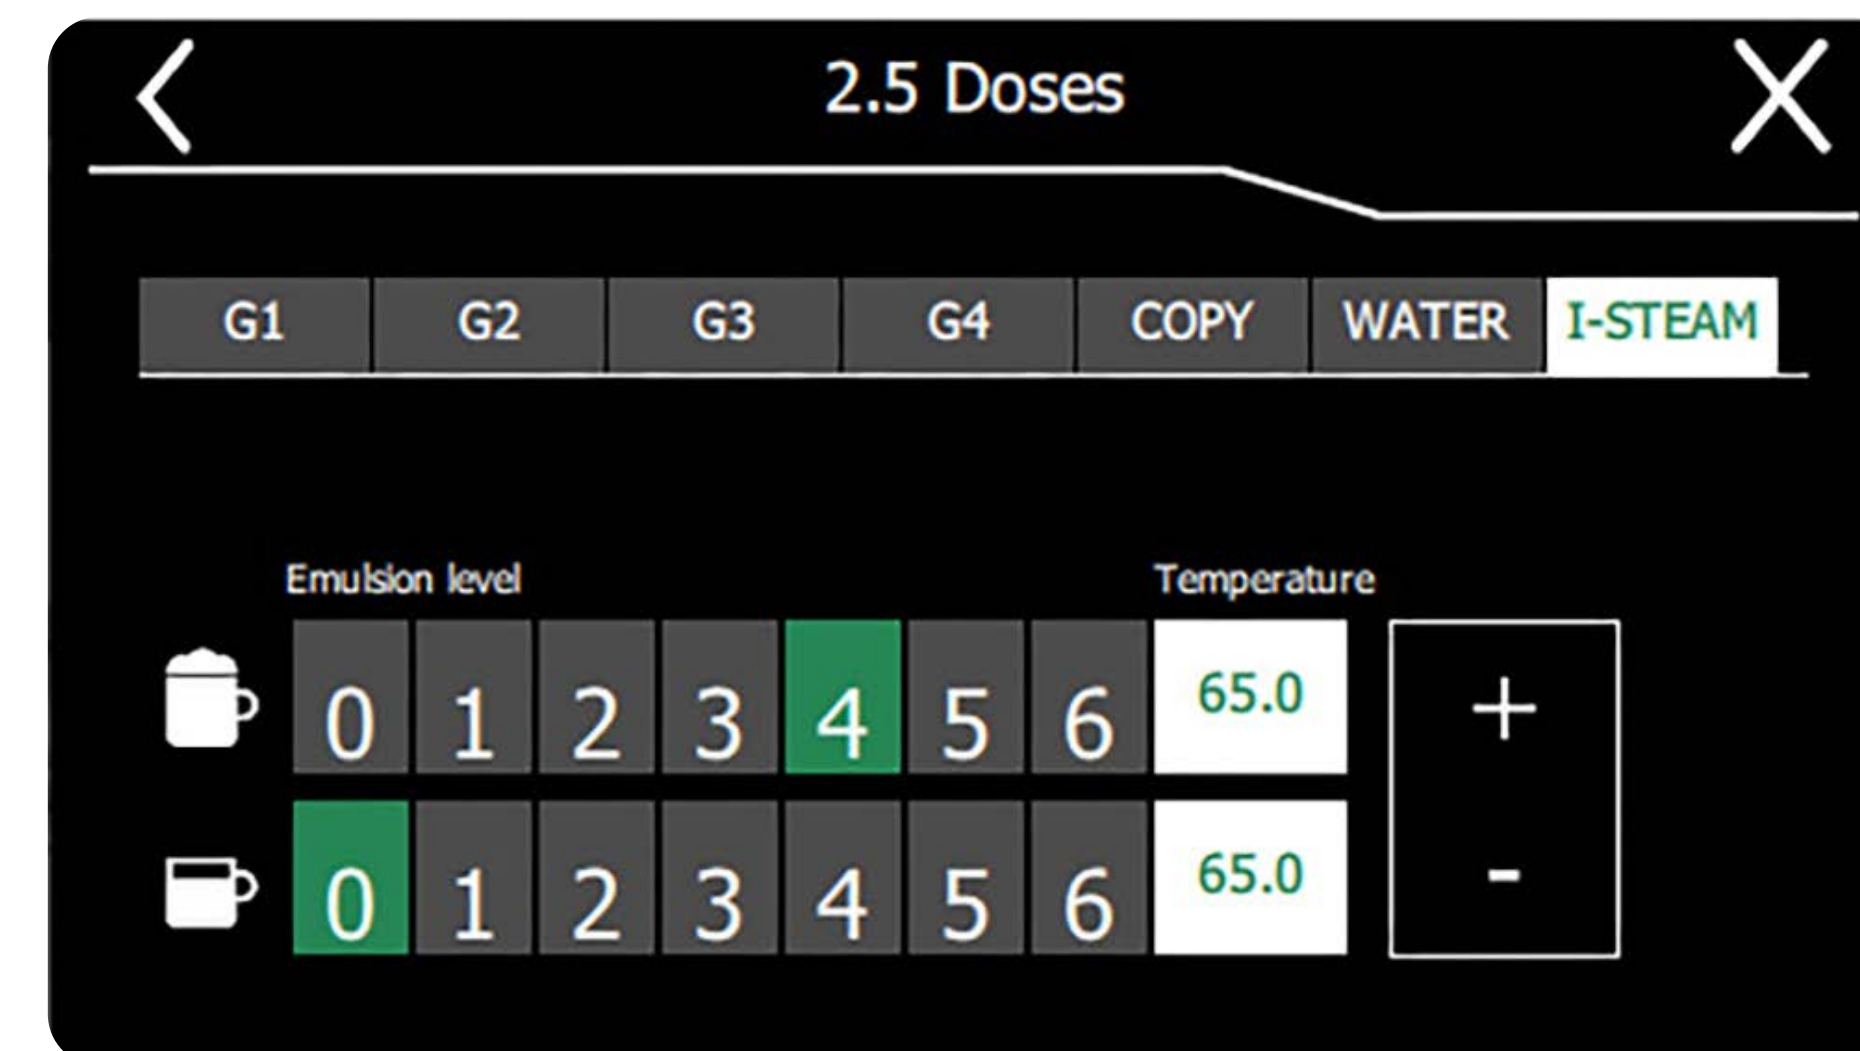 2.5 Doses
G1 G2 G3 G4 COPY WATER I-STEAM
Emulsion level Temperature
0 1 2 3 4 5 6 65.0 +
0 1 2 3 4 5 6 65.0 -